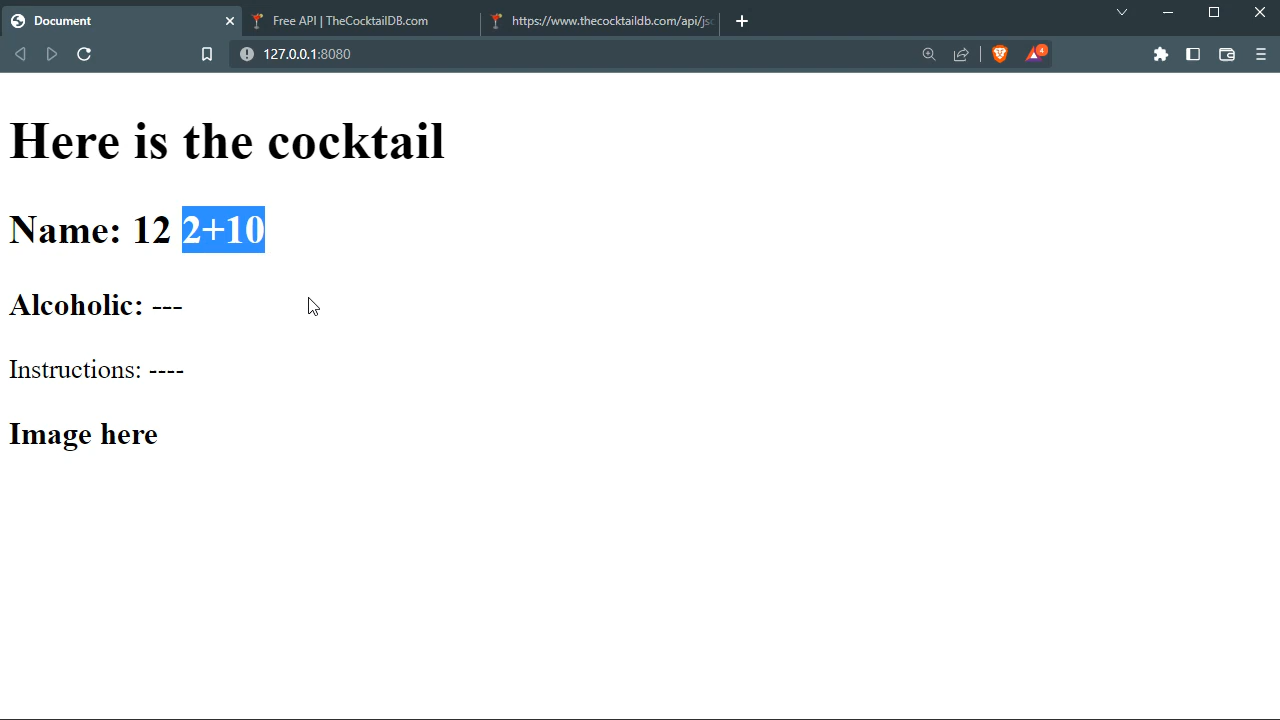 Document
Free API | TheCocktailDB.com
https://www.thecocktaildb.com/api/js
127.0.0.1:8080
4
Here is the cocktail
Name: 12 2+10
Alcoholic: ---
Instructions: ----
Image here